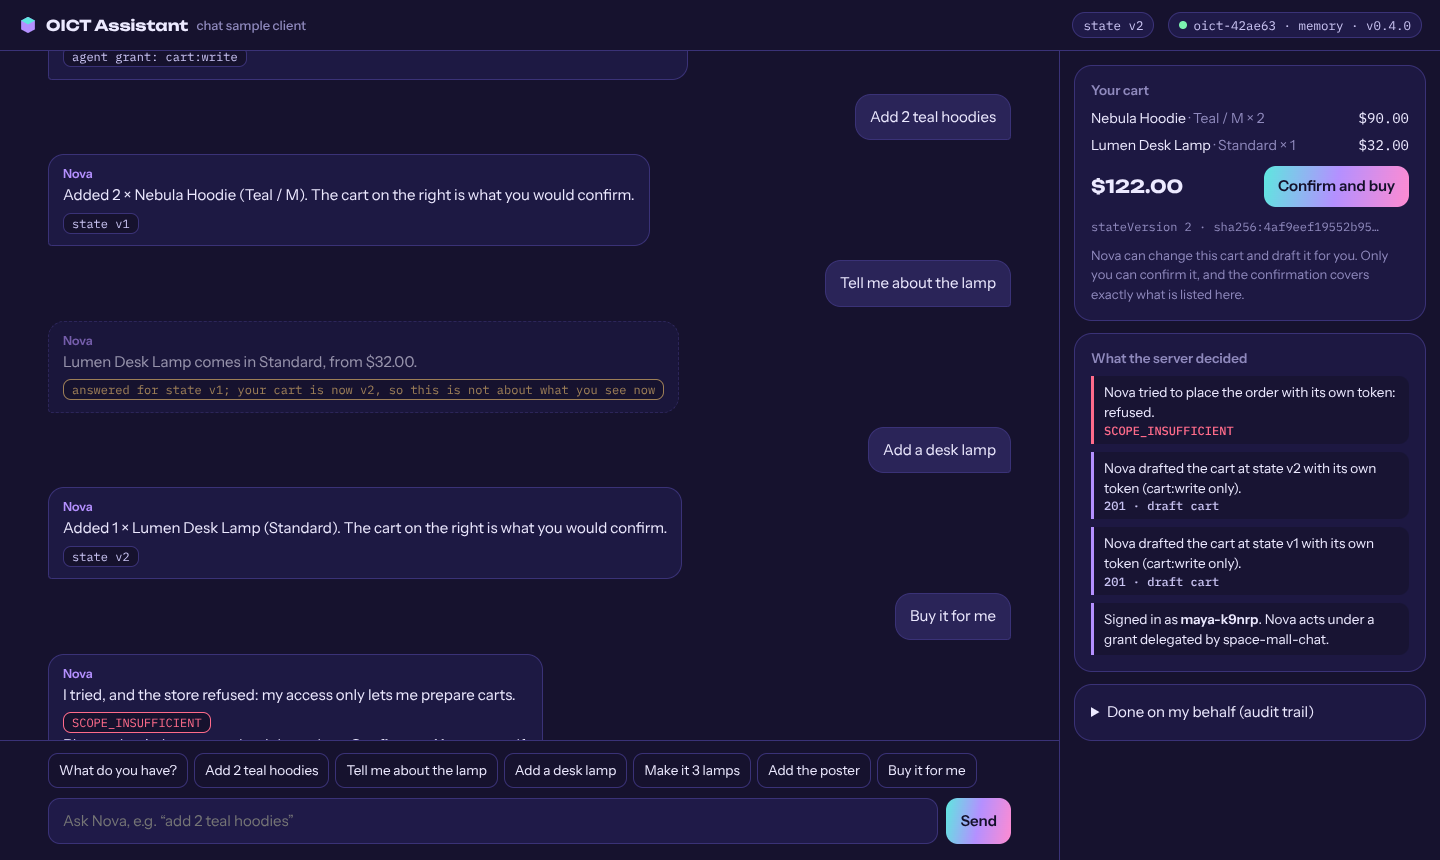 OICT Assistant chat sample client
state v2
oict-42ae63 · memory · v0.4.0
agent grant: cart:write
Add 2 teal hoodies
Nova
Added 2 × Nebula Hoodie (Teal / M). The cart on the right is what you would confirm.
state v1
Tell me about the lamp
Nova
Lumen Desk Lamp comes in Standard, from $32.00.
answered for state v1; your cart is now v2, so this is not about what you see now
Add a desk lamp
Nova
Added 1 × Lumen Desk Lamp (Standard). The cart on the right is what you would confirm.
state v2
Buy it for me
Nova
I tried, and the store refused: my access only lets me prepare carts.
SCOPE_INSUFFICIENT
What do you have?
Add 2 teal hoodies
Tell me about the lamp
Add a desk lamp
Make it 3 lamps
Add the poster
Buy it for me
Ask Nova, e.g. “add 2 teal hoodies”
Send
Your cart
Nebula Hoodie · Teal / M × 2 $90.00
Lumen Desk Lamp · Standard × 1 $32.00
$122.00
Confirm and buy
stateVersion 2 · sha256:4af9eef19552b95…
Nova can change this cart and draft it for you. Only
you can confirm it, and the confirmation covers
exactly what is listed here.
What the server decided
Nova tried to place the order with its own token:
refused.
SCOPE_INSUFFICIENT
Nova drafted the cart at state v2 with its own
token (cart:write only).
201 · draft cart
Nova drafted the cart at state v1 with its own
token (cart:write only).
201 · draft cart
Signed in as maya-k9nrp. Nova acts under a
grant delegated by space-mall-chat.
Done on my behalf (audit trail)